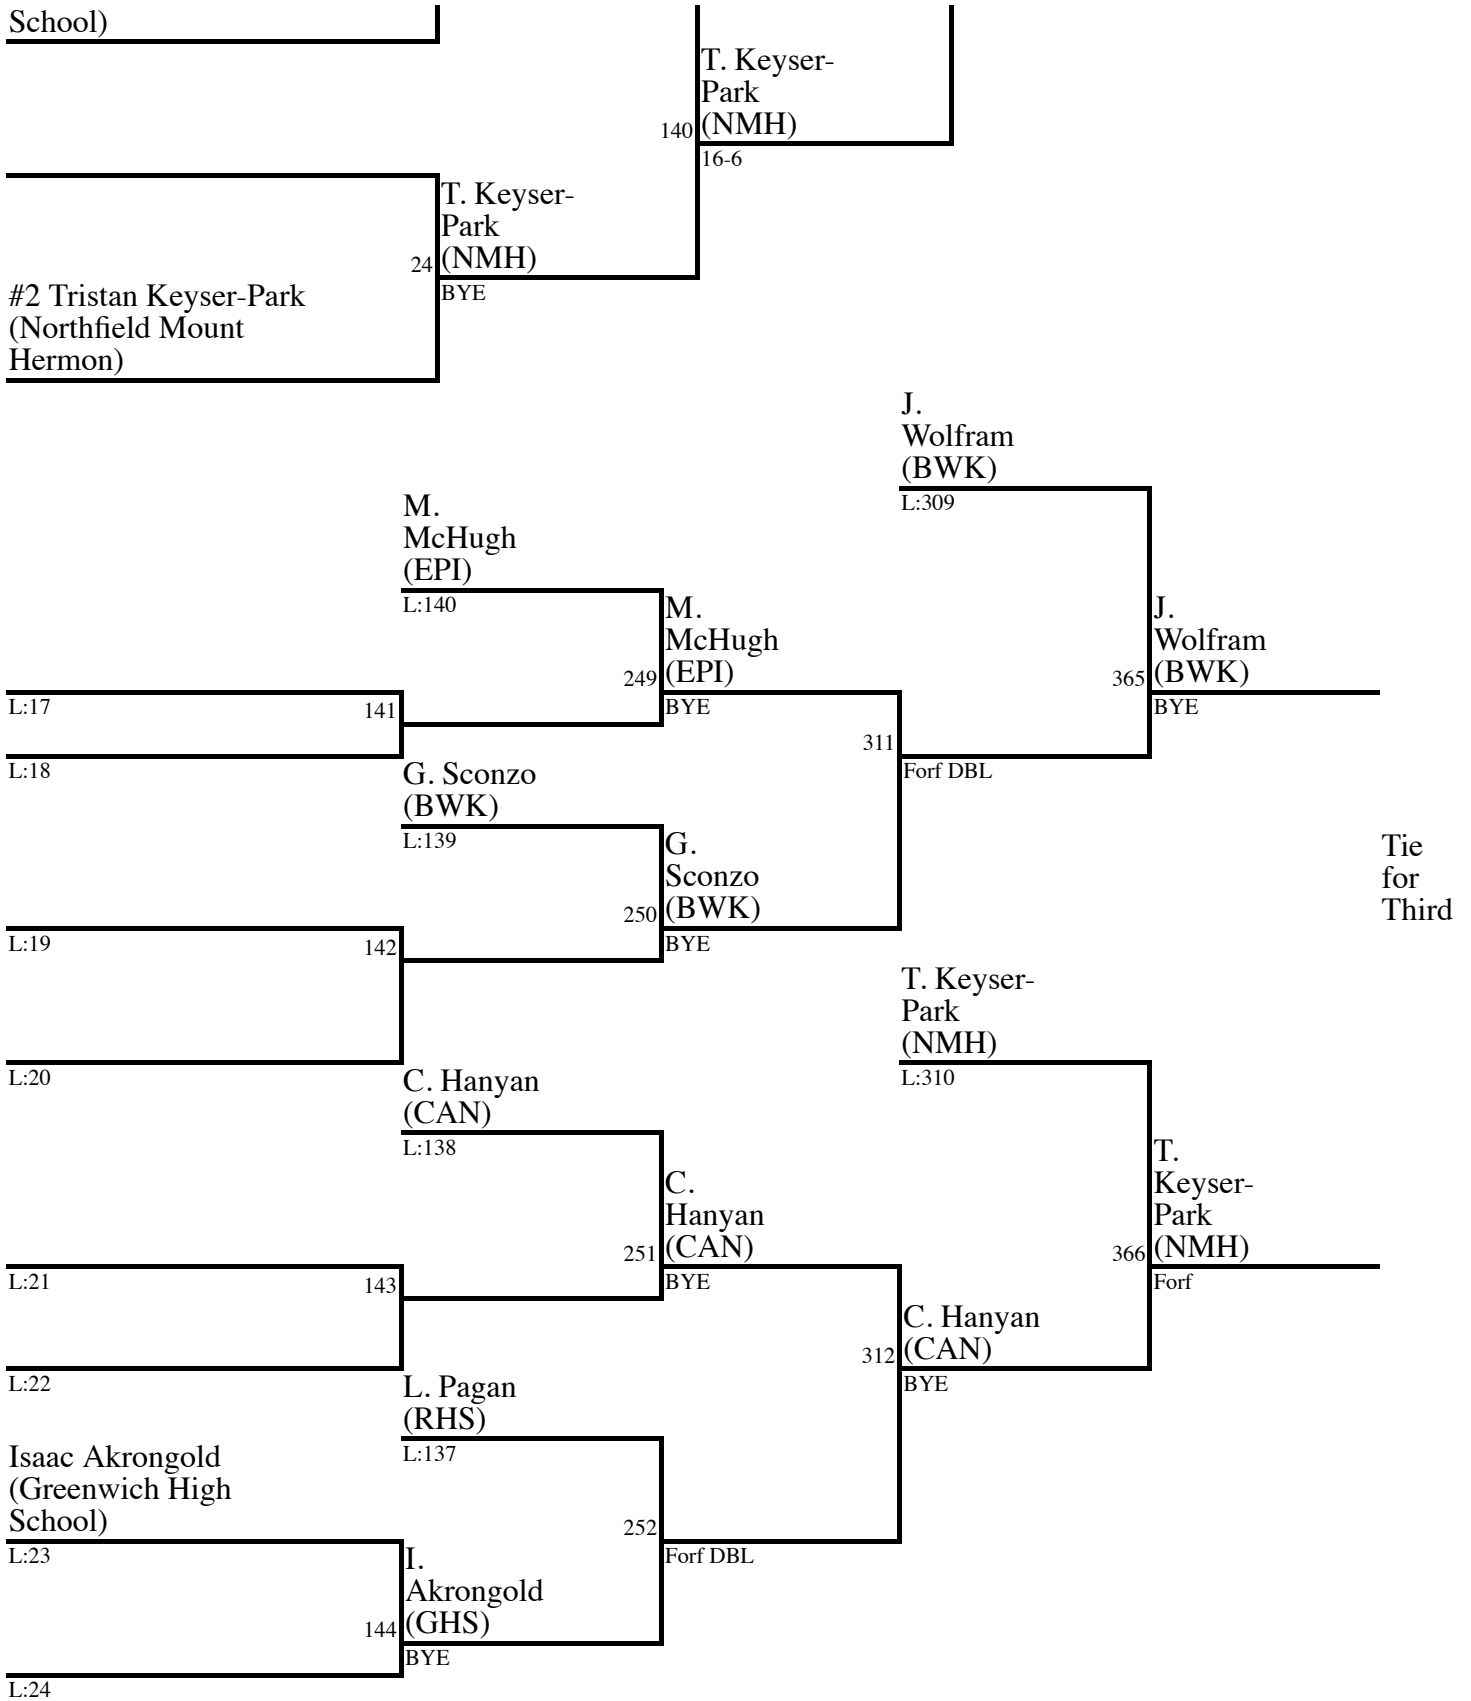 School)
T. Keyser-
Park
(NMH)
140
16-6
T. Keyser-
Park
(NMH)
24
BYE
#2 Tristan Keyser-Park
(Northfield Mount
Hermon)
J.
Wolfram
(BWK)
L:309
M.
McHugh
(EPI)
L:140
M.
McHugh
(EPI)
249
BYE
J.
Wolfram
(BWK)
365
BYE
L:17
141
L:18
311
Forf DBL
G. Sconzo
(BWK)
L:139
G.
Sconzo
(BWK)
250
BYE
Tie
for
Third
L:19
142
L:20
T. Keyser-
Park
(NMH)
L:310
C. Hanyan
(CAN)
L:138
C.
Hanyan
(CAN)
251
BYE
T.
Keyser-
Park
(NMH)
366
Forf
L:21
143
L:22
C. Hanyan
(CAN)
312
BYE
L. Pagan
(RHS)
L:137
Isaac Akrongold
(Greenwich High
School)
L:23
252
Forf DBL
I.
Akrongold
(GHS)
144
BYE
L:24